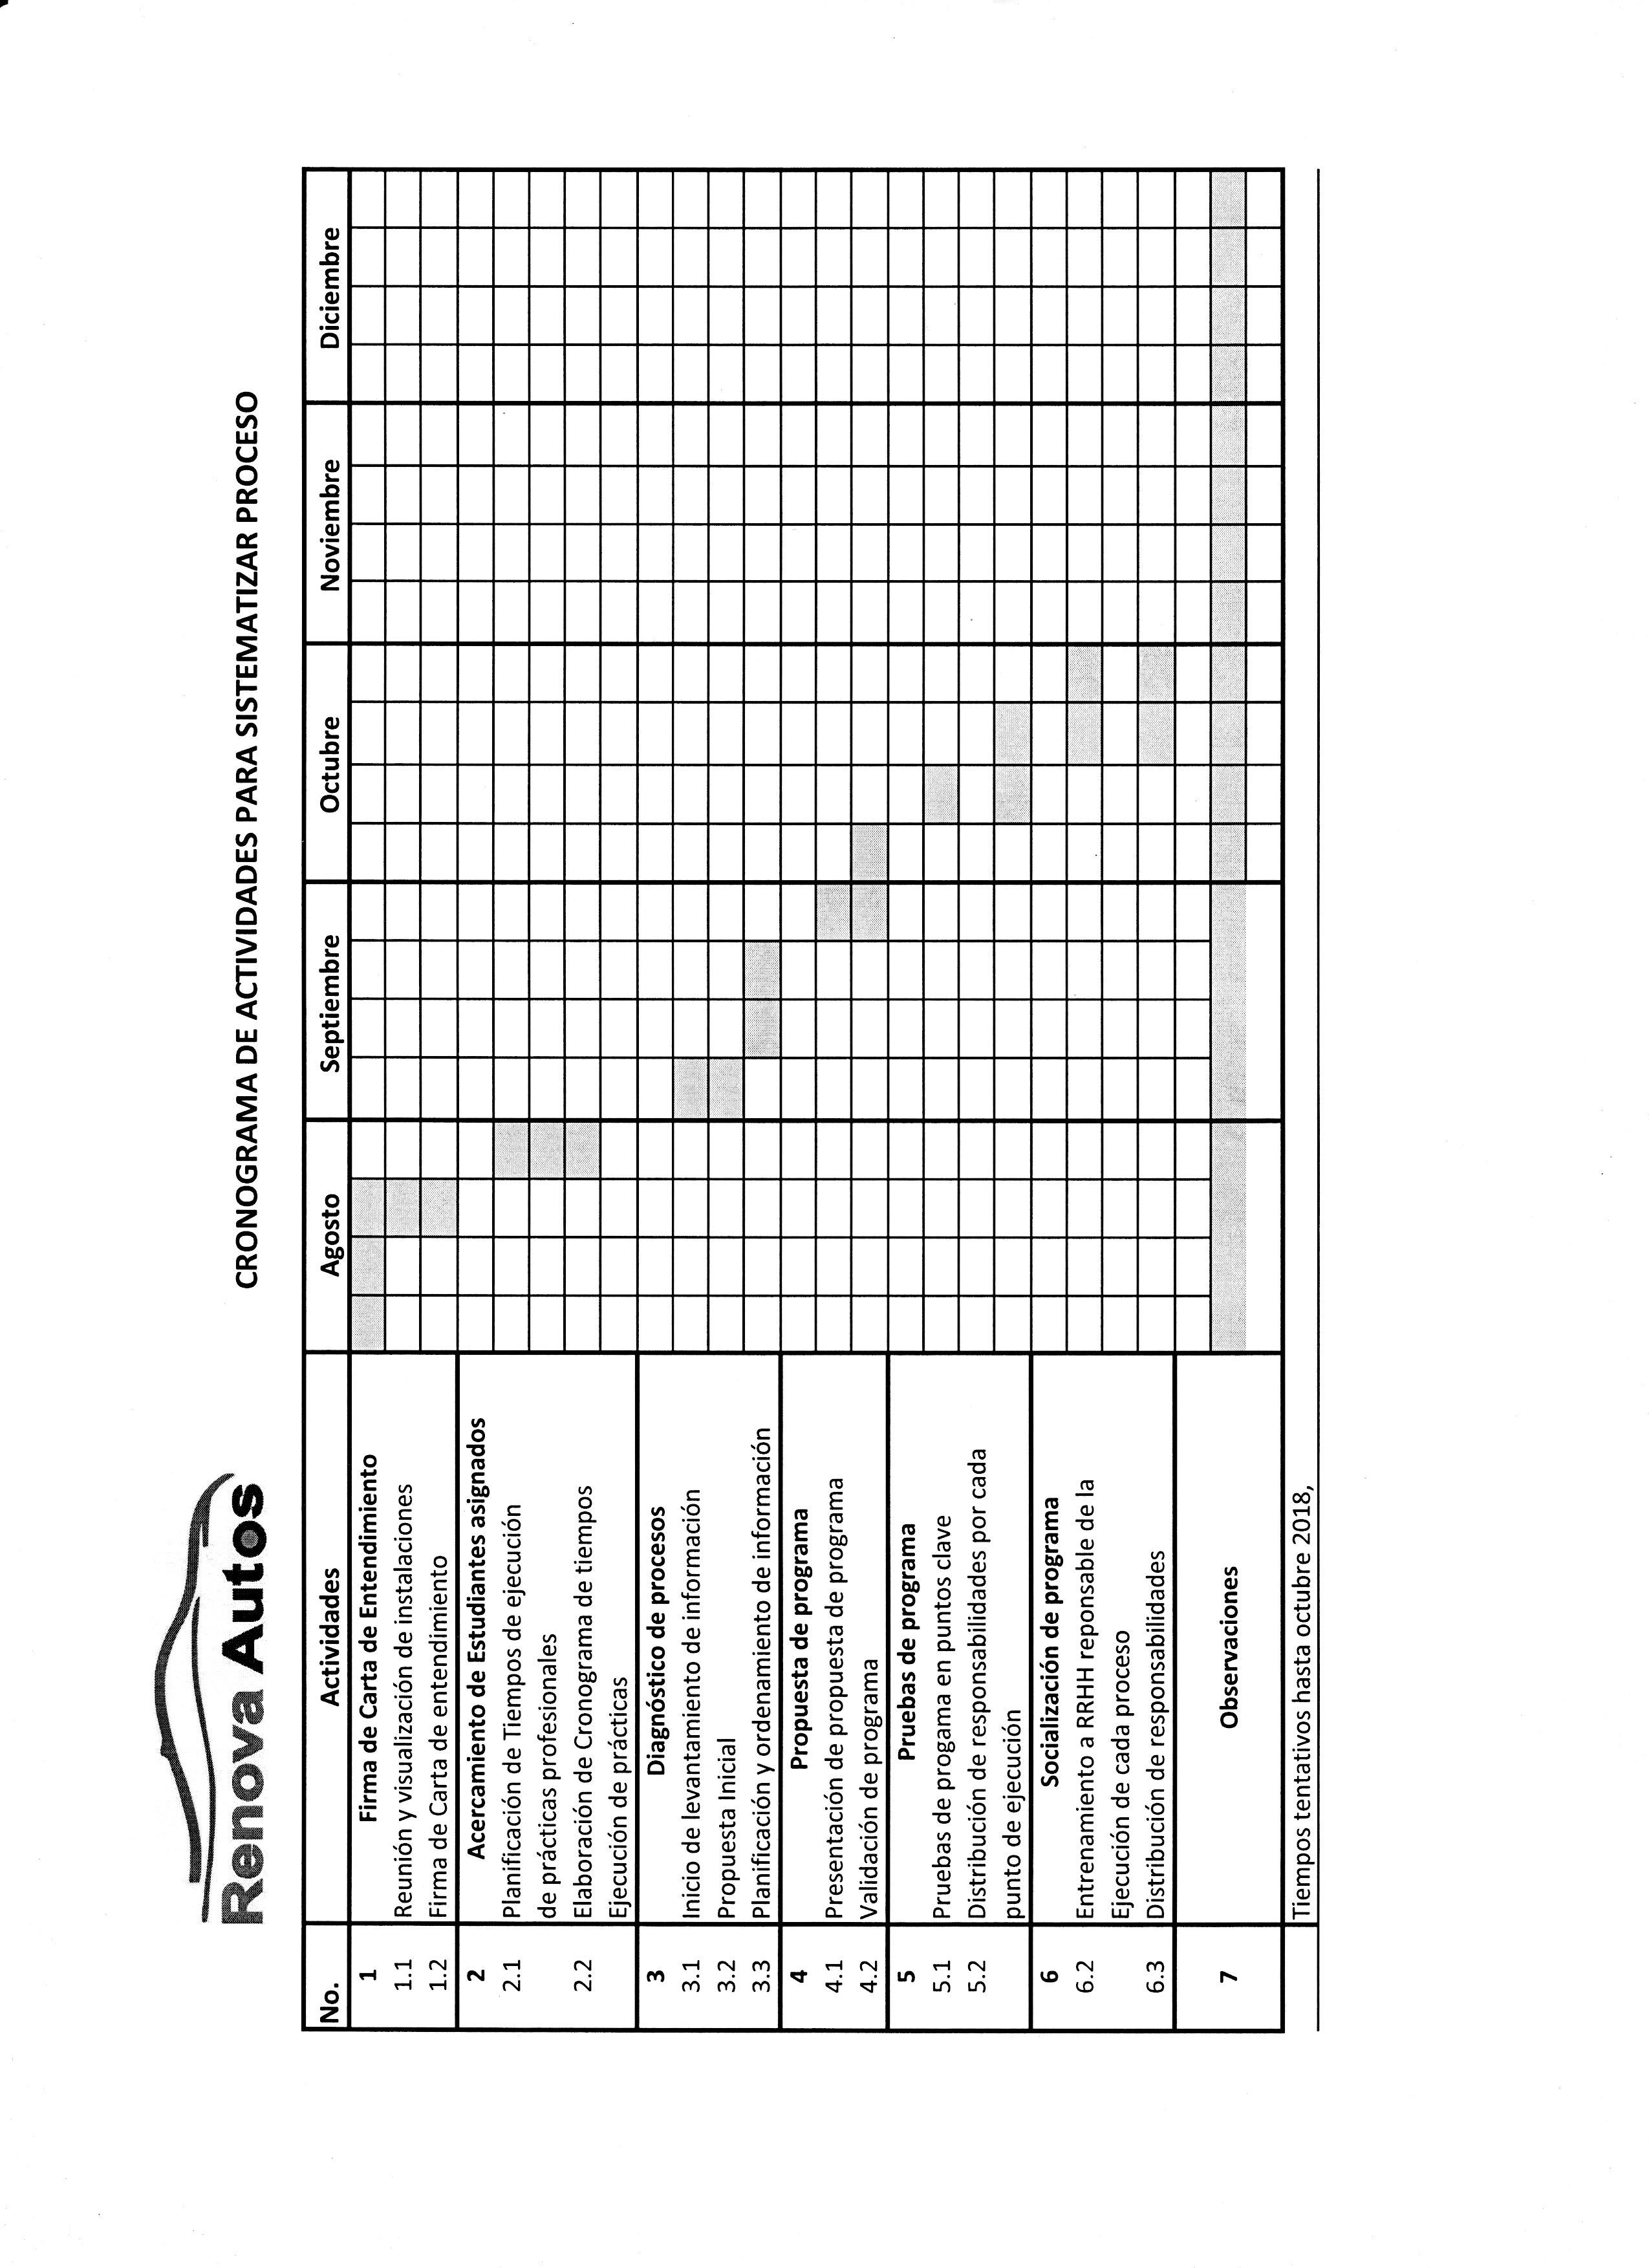 Renova Autos
CRONOGRAMA DE ACTIVIDADES PARA SISTEMATIZAR PROCESO
No. Actividades Agosto Septiembre Octubre Noviembre Diciembre
1 Firma de Carta de Entendimiento
1.1 Reunión y visualización de instalaciones
1.2 Firma de Carta de entendimiento
2 Acercamiento de Estudiantes asignados
2.1 Planificación de Tiempos de ejecución
de prácticas profesionales
2.2 Elaboración de Cronograma de tiempos
Ejecución de prácticas
3 Diagnóstico de procesos
3.1 Inicio de levantamiento de información
3.2 Propuesta Inicial
3.3 Planificación y ordenamiento de información
4 Propuesta de programa
4.1 Presentación de propuesta de programa
4.2 Validación de programa
5 Pruebas de programa
5.1 Pruebas de progama en puntos clave
5.2 Distribución de responsabilidades por cada
punto de ejecución
6 Socialización de programa
6.2 Entrenamiento a RRHH reponsable de la
Ejecución de cada proceso
6.3 Distribución de responsabilidades
7 Observaciones
Tiempos tentativos hasta octubre 2018,